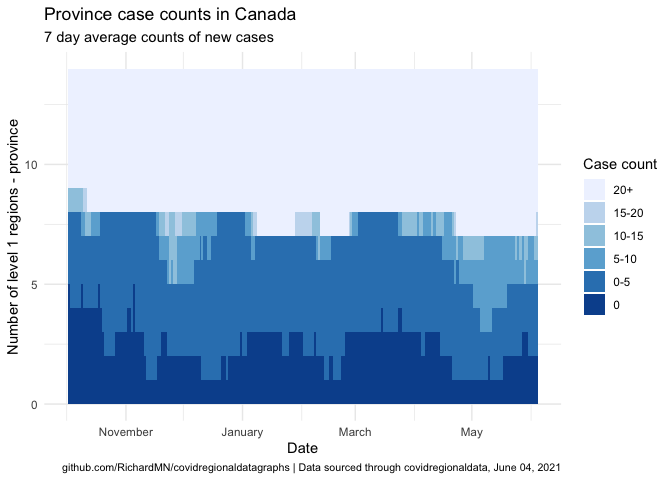 Province case counts in Canada
7 day average counts of new cases
Number of level 1 regions - province
10
5
0
November
January
March
May
Date
Case count
20+
15-20
10-15
5-10
0-5
0
github.com/RichardMN/covidregionaldatagraphs | Data sourced through covidregionaldata, June 04, 2021